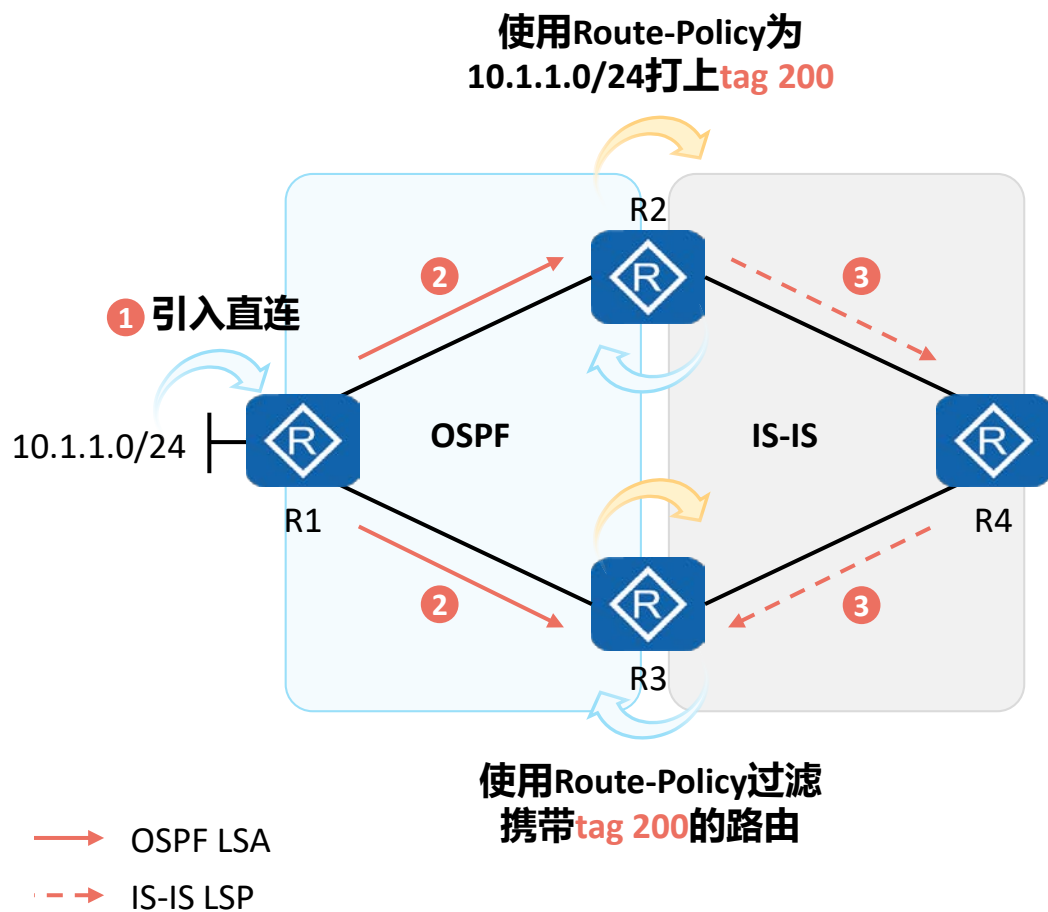 使用Route-Policy为
10.1.1.0/24打上tag 200
R2
2
3
1 引入直连
10.1.1.0/24
R
R
R
R
OSPF
IS-IS
R1
R4
2
3
R3
使用Route-Policy过滤
携带tag 200的路由
OSPF LSA
IS-IS LSP